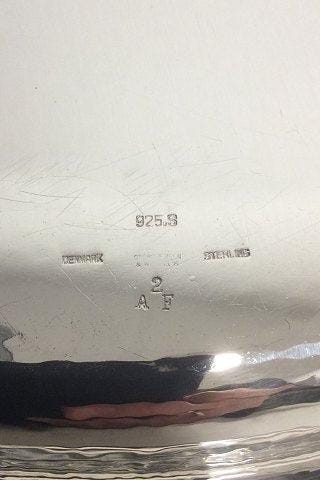 925.S
DENMARK STERLING
2
A F